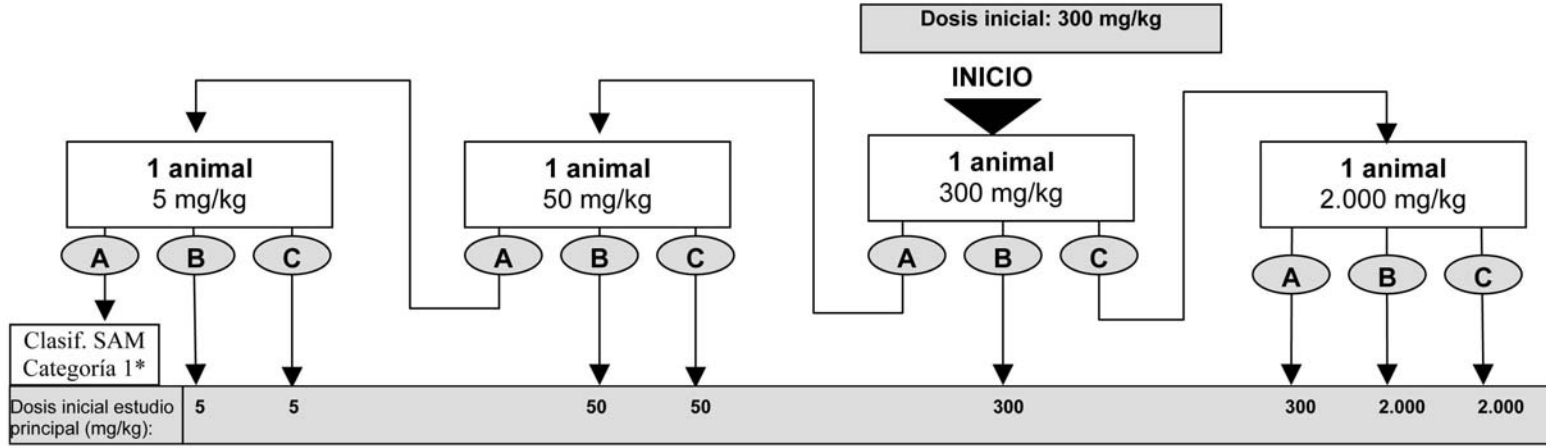 Dosis inicial: 300 mg/kg
INICIO
1 animal
5 mg/kg
1 animal
50 mg/kg
1 animal
300 mg/kg
1 animal
2.000 mg/kg
A B C
A B C
A B C
A B C
Clasif. SAM
Categoría 1*
Dosis inicial estudio
principal (mg/kg):
5 5 50 50 300 300 2.000 2.000